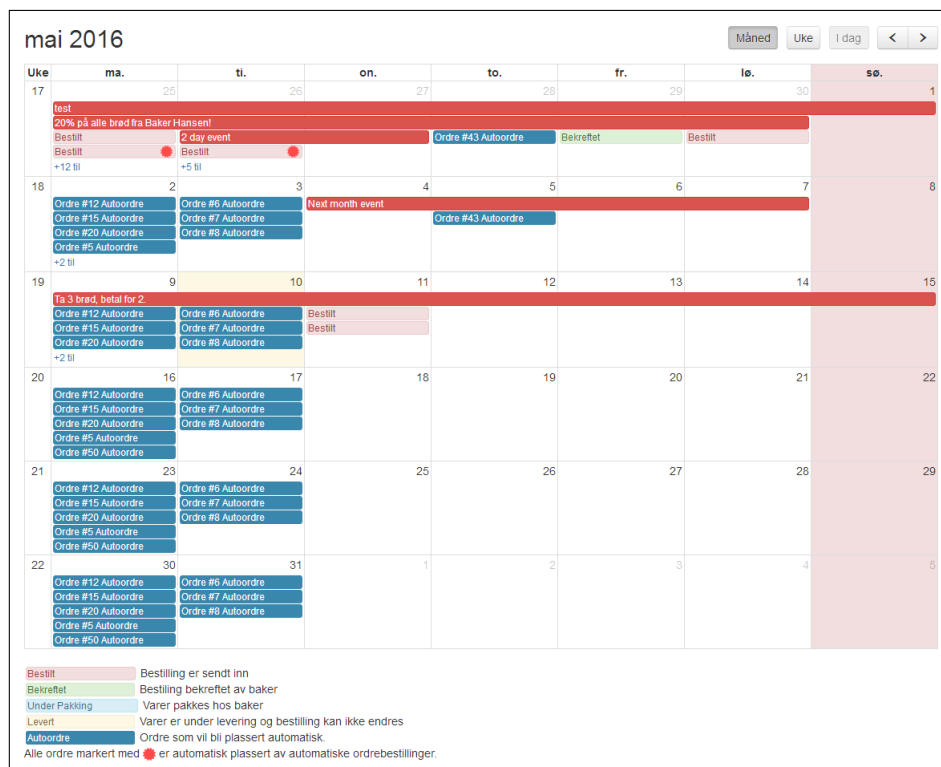 mai 2016
Måned Uke I dag < >
Uke ma. ti. on. to. fr. lø. sø.
17 25 26 27 28 29 30 1
test
20% på alle brød fra Baker Hansen!
Bestilt 2 day event Ordre #43 Autoordre Bekreftet Bestilt
Bestilt Bestilt
+12 til +5 til
18 2 3 4 5 6 7 8
Ordre #12 Autoordre Ordre #6 Autoordre Next month event
Ordre #15 Autoordre Ordre #7 Autoordre Ordre #43 Autoordre
Ordre #20 Autoordre Ordre #8 Autoordre
Ordre #5 Autoordre
+2 til
19 9 10 11 12 13 14 15
Ta 3 brød, betal for 2.
Ordre #12 Autoordre Ordre #6 Autoordre Bestilt
Ordre #15 Autoordre Ordre #7 Autoordre Bestilt
Ordre #20 Autoordre Ordre #8 Autoordre
+2 til
20 16 17 18 19 20 21 22
Ordre #12 Autoordre Ordre #6 Autoordre
Ordre #15 Autoordre Ordre #7 Autoordre
Ordre #20 Autoordre Ordre #8 Autoordre
Ordre #5 Autoordre
Ordre #50 Autoordre
21 23 24 25 26 27 28 29
Ordre #12 Autoordre Ordre #6 Autoordre
Ordre #15 Autoordre Ordre #7 Autoordre
Ordre #20 Autoordre Ordre #8 Autoordre
Ordre #5 Autoordre
Ordre #50 Autoordre
22 30 31 1 2 3 4 5
Ordre #12 Autoordre Ordre #6 Autoordre
Ordre #15 Autoordre Ordre #7 Autoordre
Ordre #20 Autoordre Ordre #8 Autoordre
Ordre #5 Autoordre
Ordre #50 Autoordre
Bestilt Bestilling er sendt inn
Bekreftet Bestiling bekreftet av baker
Under Pakking Varer pakkes hos baker
Levert Varer er under levering og bestilling kan ikke endres
Autoordre Ordre som vil bli plassert automatisk.
Alle ordre markert med er automatisk plassert av automatiske ordrebestillinger.